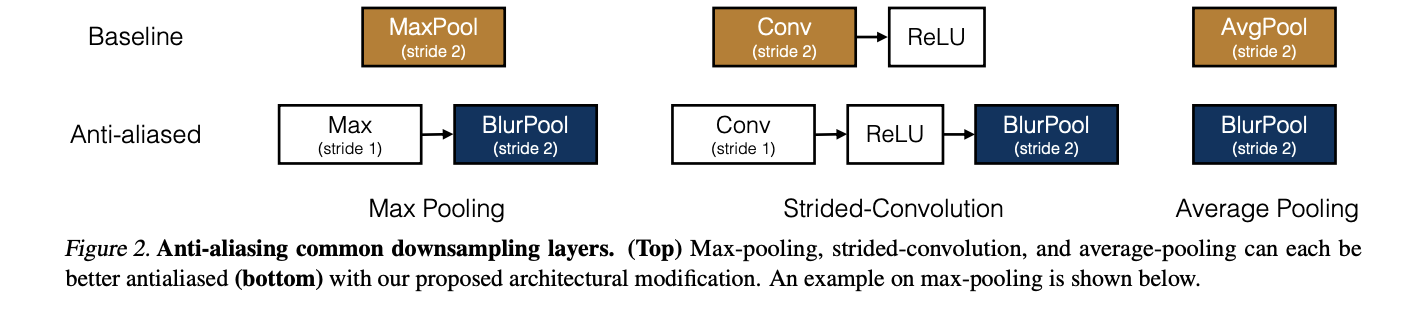 Baseline
MaxPool
(stride 2)
Conv
(stride 2)
ReLU
AvgPool
(stride 2)
Anti-aliased
Max
(stride 1)
BlurPool
(stride 2)
Conv
(stride 1)
ReLU
BlurPool
(stride 2)
BlurPool
(stride 2)
Max Pooling
Strided-Convolution
Average Pooling
Figure 2. Anti-aliasing common downsampling layers. (Top) Max-pooling, strided-convolution, and average-pooling can each be
better antialiased (bottom) with our proposed architectural modification. An example on max-pooling is shown below.